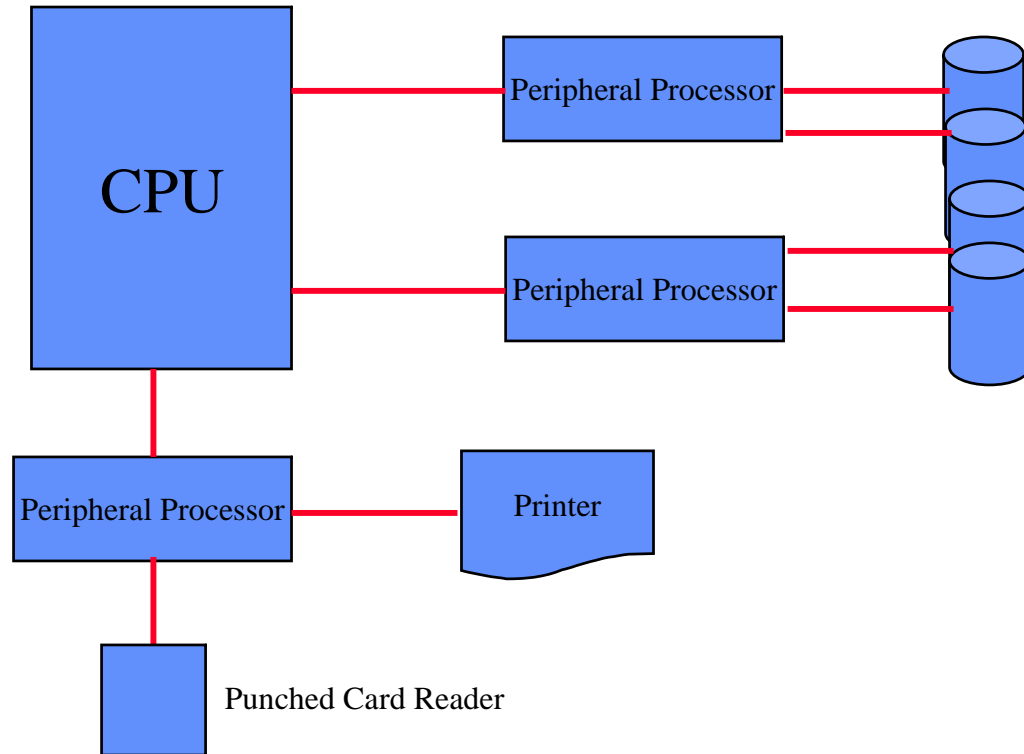 Peripheral Processor
CPU
Peripheral Processor
Peripheral Processor
Printer
Punched Card Reader